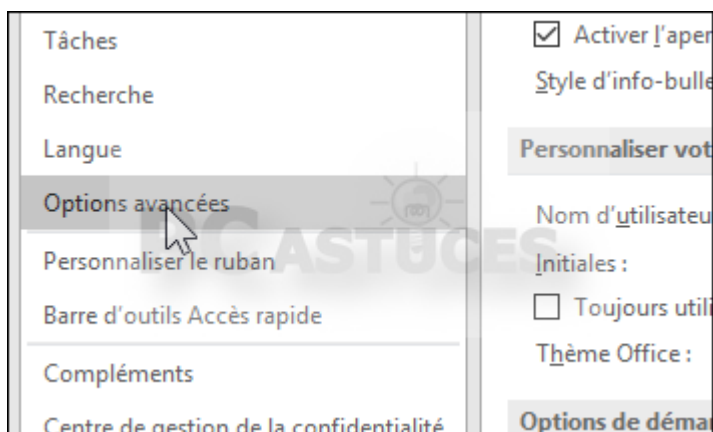 Tâches
Recherche
Langue
Options avancées
Personnaliser le ruban
Barre d'outils Accès rapide
Compléments
Centre de gestion de la confidentialité
Activer l'aper
Style d'info-bulle
Personnaliser vot
Nom d'utilisateu
Initiales :
Toujours utili
Thème Office :
Options de démar
PC ASTUCES